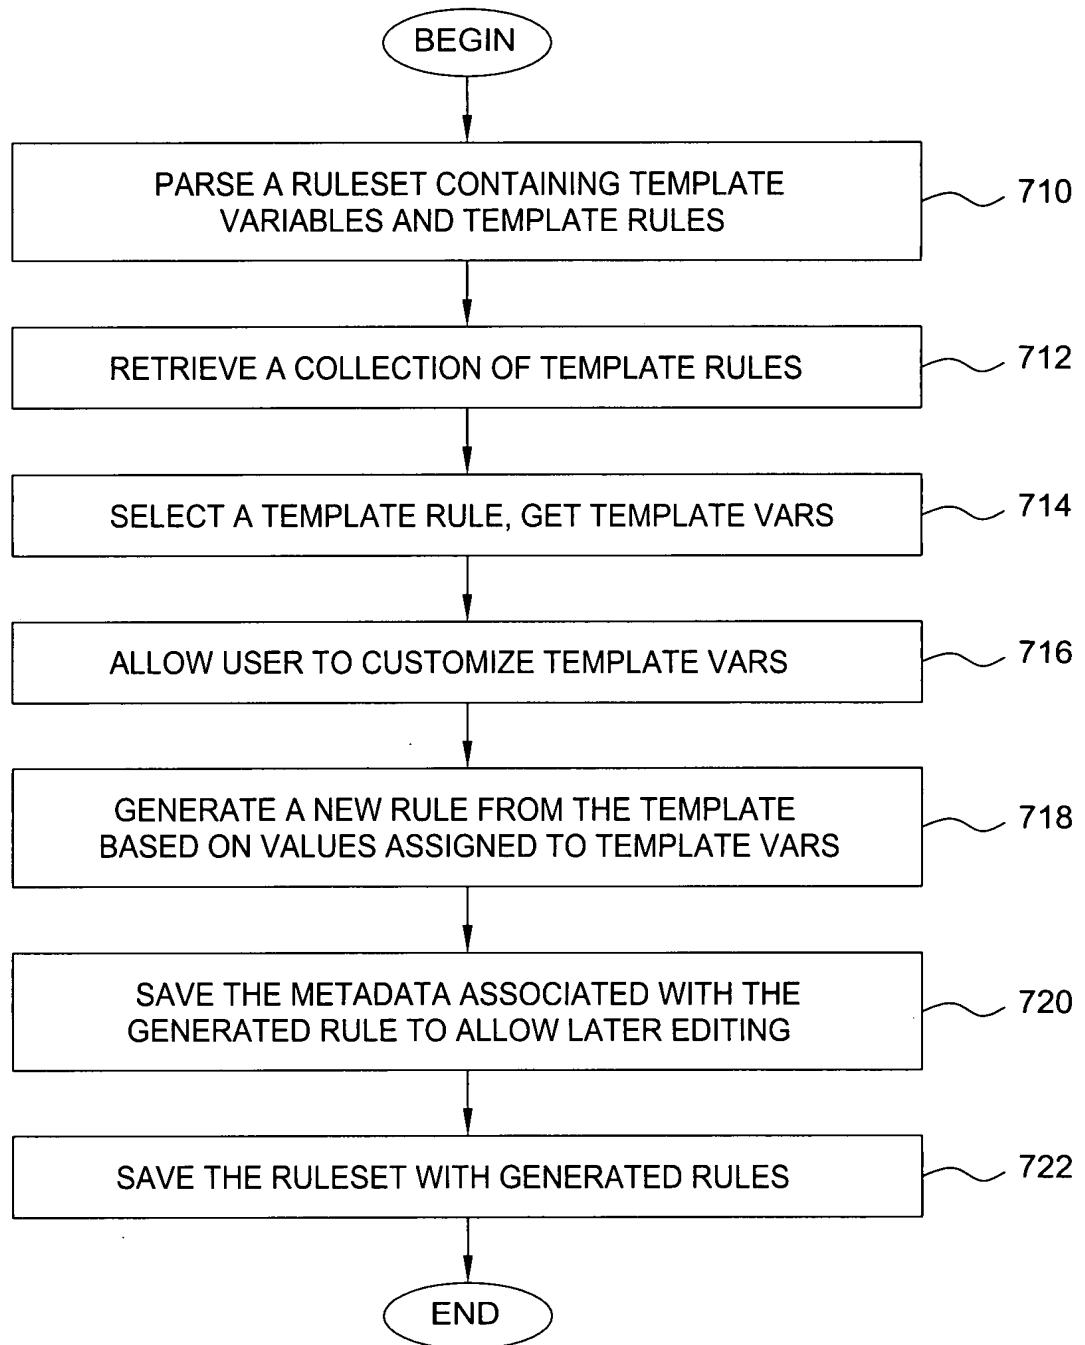 BEGIN
PARSE A RULESET CONTAINING TEMPLATE
VARIABLES AND TEMPLATE RULES
710
RETRIEVE A COLLECTION OF TEMPLATE RULES
712
SELECT A TEMPLATE RULE, GET TEMPLATE VARS
714
ALLOW USER TO CUSTOMIZE TEMPLATE VARS
716
GENERATE A NEW RULE FROM THE TEMPLATE
BASED ON VALUES ASSIGNED TO TEMPLATE VARS
718
SAVE THE METADATA ASSOCIATED WITH THE
GENERATED RULE TO ALLOW LATER EDITING
720
SAVE THE RULESET WITH GENERATED RULES
722
END